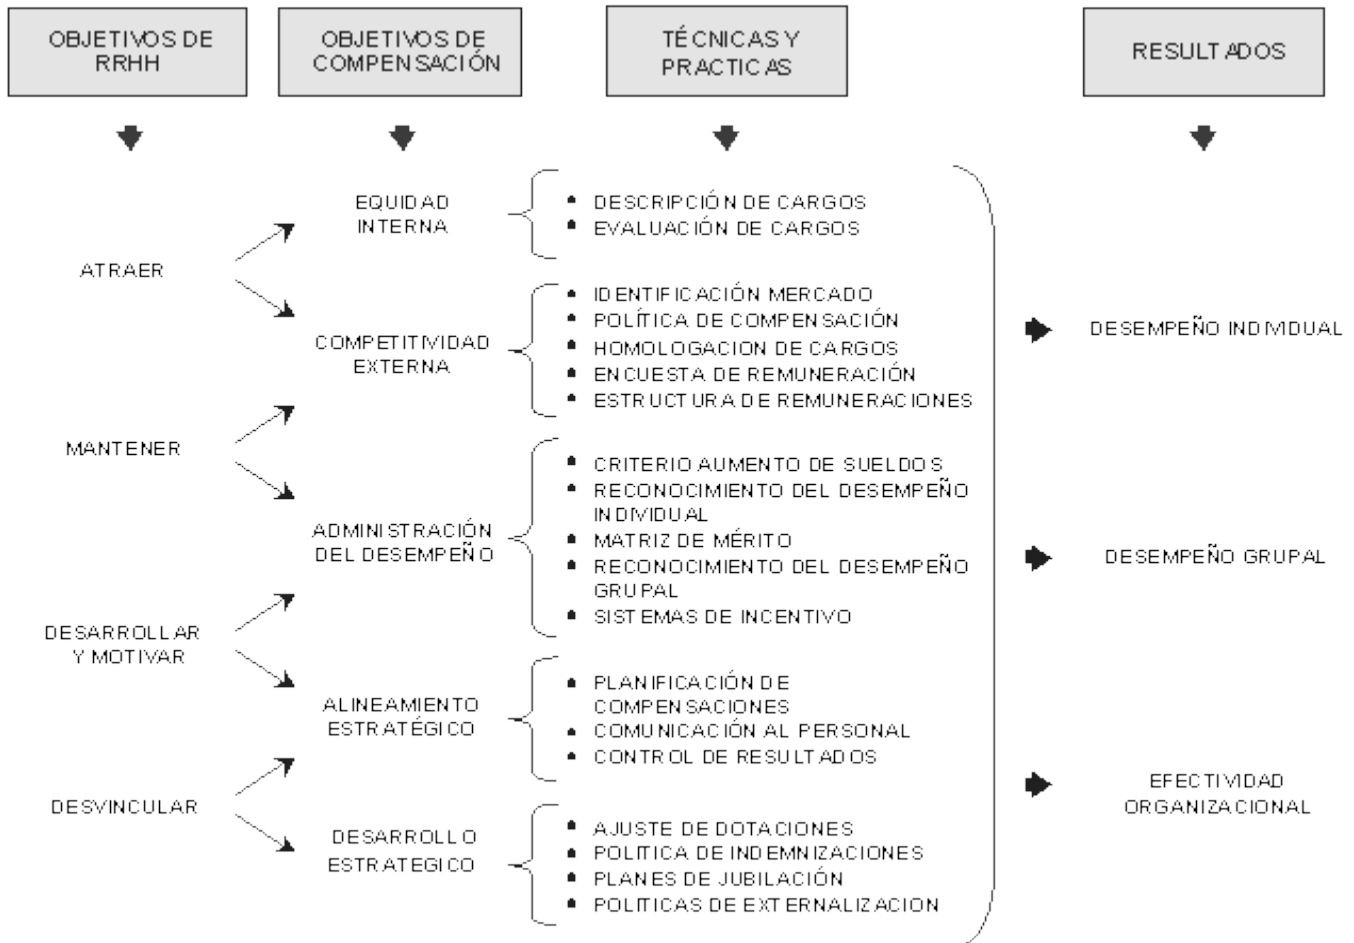 OBJETIVOS DE
RRHH
OBJETIVOS DE
COMPENSACIÓN
TÉCNICAS Y
PRACTICAS
RESULTADOS
ATRAER
MANTENER
DESARROLLAR
Y MOTIVAR
DESVINCULAR
EQUIDAD
INTERNA
COMPETITIVIDAD
EXTERNA
ADMINISTRACIÓN
DEL DESEMPEÑO
ALINEAMIENTO
ESTRATÉGICO
DESARROLLO
ESTRATEGICO
• DESCRIPCIÓN DE CARGOS
• EVALUACIÓN DE CARGOS
• IDENTIFICACIÓN MERCADO
• POLÍTICA DE COMPENSACIÓN
• HOMOLOGACION DE CARGOS
• ENCUESTA DE REMUNERACIÓN
• ESTRUCTURA DE REMUNERACIONES
• CRITERIO AUMENTO DE SUELDOS
• RECONOCIMIENTO DEL DESEMPEÑO
INDIVIDUAL
• MATRIZ DE MÉRITO
• RECONOCIMIENTO DEL DESEMPEÑO
GRUPAL
• SISTEMAS DE INCENTIVO
• PLANIFICACIÓN DE
COMPENSACIONES
• COMUNICACIÓN AL PERSONAL
• CONTROL DE RESULTADOS
• AJUSTE DE DOTACIONES
• POLITICA DE INDEMNIZACIONES
• PLANES DE JUBILACIÓN
• POLITICAS DE EXTERNALIZACION
DESEMPEÑO INDIVIDUAL
DESEMPEÑO GRUPAL
EFECTIVIDAD
ORGANIZACIONAL